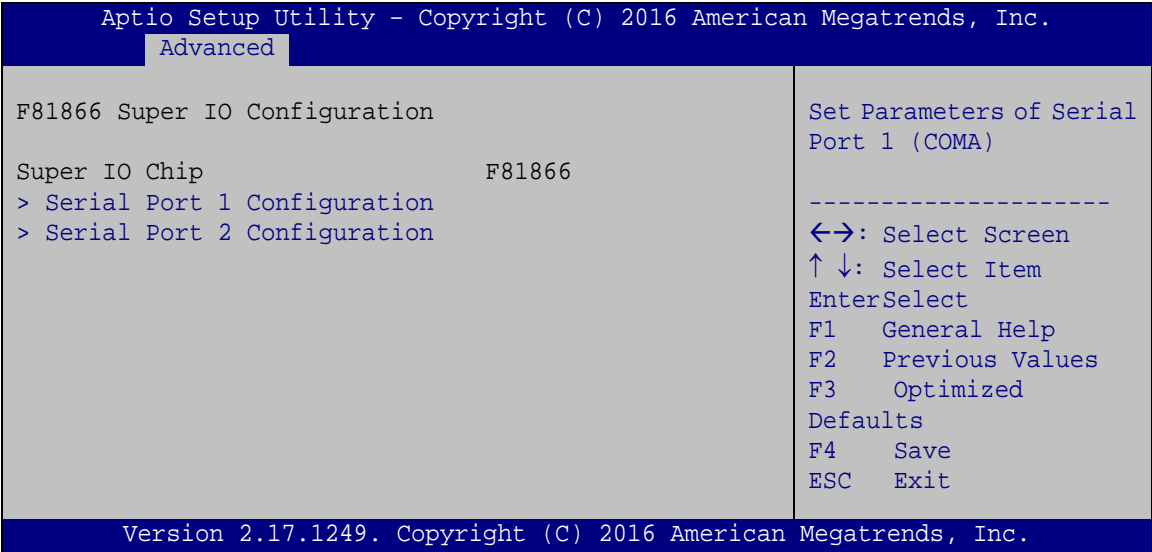 Aptio Setup Utility – Copyright (C) 2016 American Megatrends, Inc.
Advanced
F81866 Super IO Configuration
Super IO Chip F81866
> Serial Port 1 Configuration
> Serial Port 2 Configuration
Set Parameters of Serial
Port 1 (COMA)
---------------------
←→: Select Screen
↑ ↓: Select Item
EnterSelect
F1 General Help
F2 Previous Values
F3 Optimized
Defaults
F4 Save
ESC Exit
Version 2.17.1249. Copyright (C) 2016 American Megatrends, Inc.